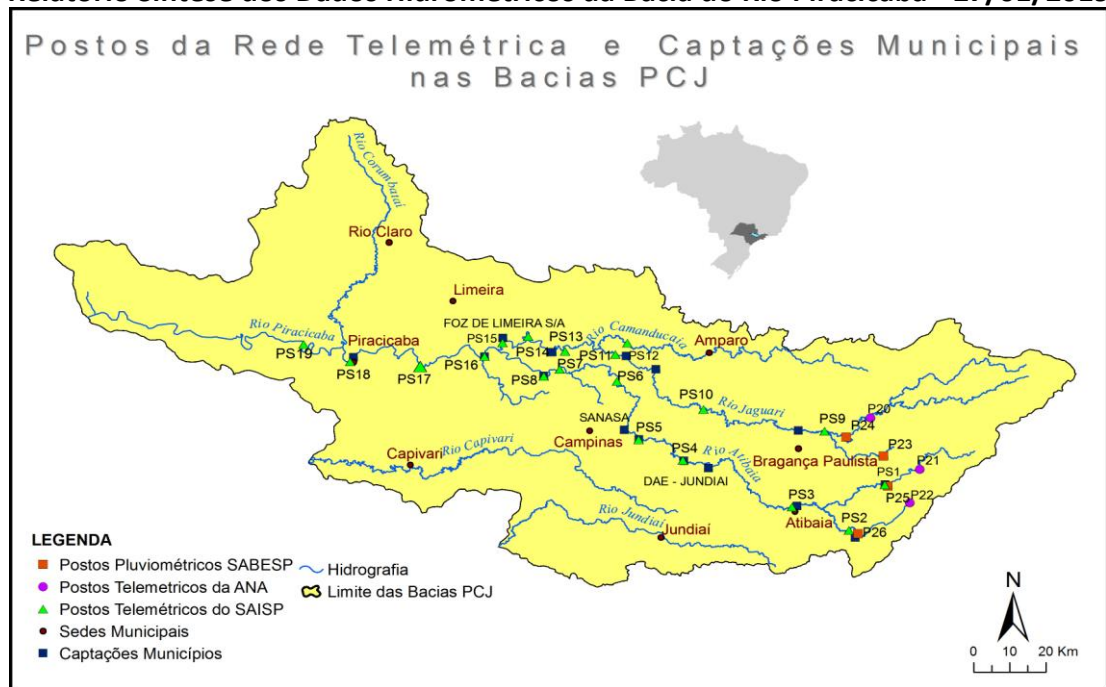 Relatório Síntese dos Dados Hidrométricos da Bacia do Rio Piracicaba - 27/01/2015
Postos da Rede Telemétrica e Captações Municipais
nas Bacias PCJ
Rio Corumbataí
Rio Claro
Limeira
FOZ DE LIMEIRA S/A
Rio Piracicaba
Piracicaba
PS19
PS18
PS17
PS16
PS15
PS14
PS13
Rio Camanducaia
PS11
PS12
Amparo
PS8
PS7
PS6
PS10
Rio Jaguari
PS9
P20
P24
P23
SANASA
PS5
Campinas
Bragança Paulista
P21
Capivari
Rio Capivari
PS4
Rio Atibaia
DAE - JUNDIAI
PS1
P25
P22
PS3
Atibaia
PS2
P26
Rio Jundiaí
Jundiaí
LEGENDA
Postos Pluviométricos SABESP
Postos Telemetricos da ANA
Postos Telemétricos do SAISP
Sedes Municipais
Captações Municípios
Hidrografia
Limite das Bacias PCJ
N
0 10 20 Km